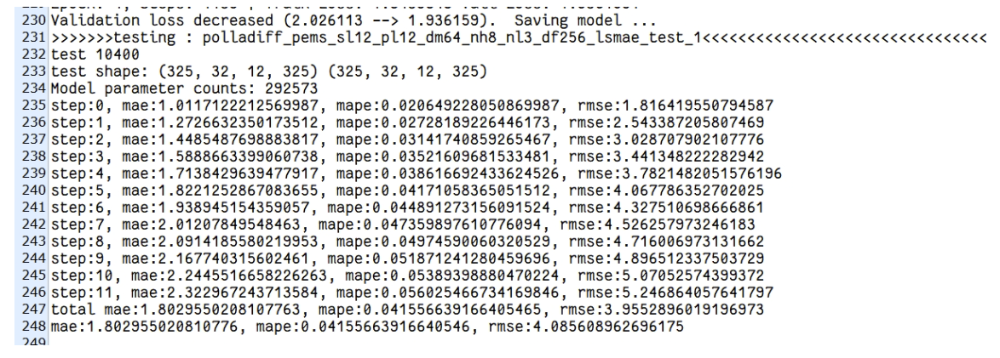 230 Validation loss decreased (2.026113 --> 1.936159).  Saving model ...
231 >>>>>>>testing : polladiff_pems_sl12_pl12_dm64_nh8_nl3_df256_lsmae_test_1<<<<<<<<<<<<<<<<<<<<<<<<<<<<<<<<
232 test 10400
233 test shape: (325, 32, 12, 325) (325, 32, 12, 325)
234 Model parameter counts: 292573
235 step:0, mae:1.0117122212569987, mape:0.020649228050869987, rmse:1.816419550794587
236 step:1, mae:1.2726632350173512, mape:0.02728189226446173, rmse:2.543387205807469
237 step:2, mae:1.4485487698883817, mape:0.03141740859265467, rmse:3.028707902107776
238 step:3, mae:1.5888663399060738, mape:0.03521609681533481, rmse:3.441348222282942
239 step:4, mae:1.7138429639477917, mape:0.038616692433624526, rmse:3.7821482051576196
240 step:5, mae:1.8221252867083655, mape:0.041710583650515​12, rmse:4.067786352702025
241 step:6, mae:1.938945154359057, mape:0.044891273156091524, rmse:4.327510698666861
242 step:7, mae:2.01207849548463, mape:0.0473598976107760​94, rmse:4.526257973246183
243 step:8, mae:2.0914185580219953, mape:0.04974590060320529, rmse:4.716006973131662
244 step:9, mae:2.167740315602461, mape:0.051871241280459696, rmse:4.896512337503729
245 step:10, mae:2.2445516658226263, mape:0.05389398880470224, rmse:5.07052574399372
246 step:11, mae:2.322967243713584, mape:0.056025466734169846, rmse:5.246864057641797
247 total mae:1.8029550208107763, mape:0.041556639166405465, rmse:3.9552896019196973
248 mae:1.802955020810776, mape:0.04155663916640546, rmse:4.085608962696175
249